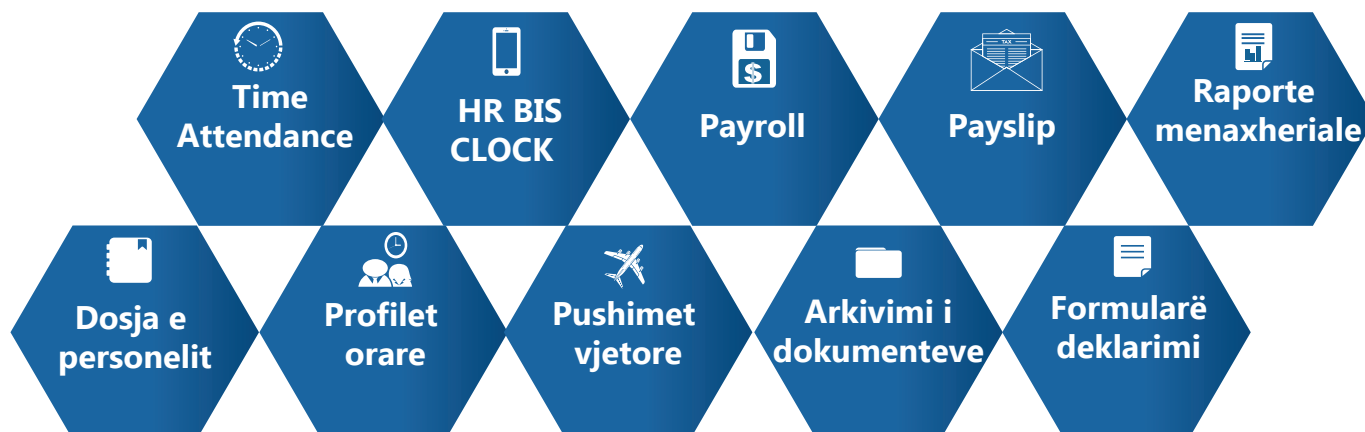 Time
Attendance
HR BIS
CLOCK
Payroll
TAX
Payslip
Raporte
menaxheriale
Dosja e
personelit
Profilet
orare
Pushimet
vjetore
Arkivimi i
dokumenteve
Formularë
deklarimi